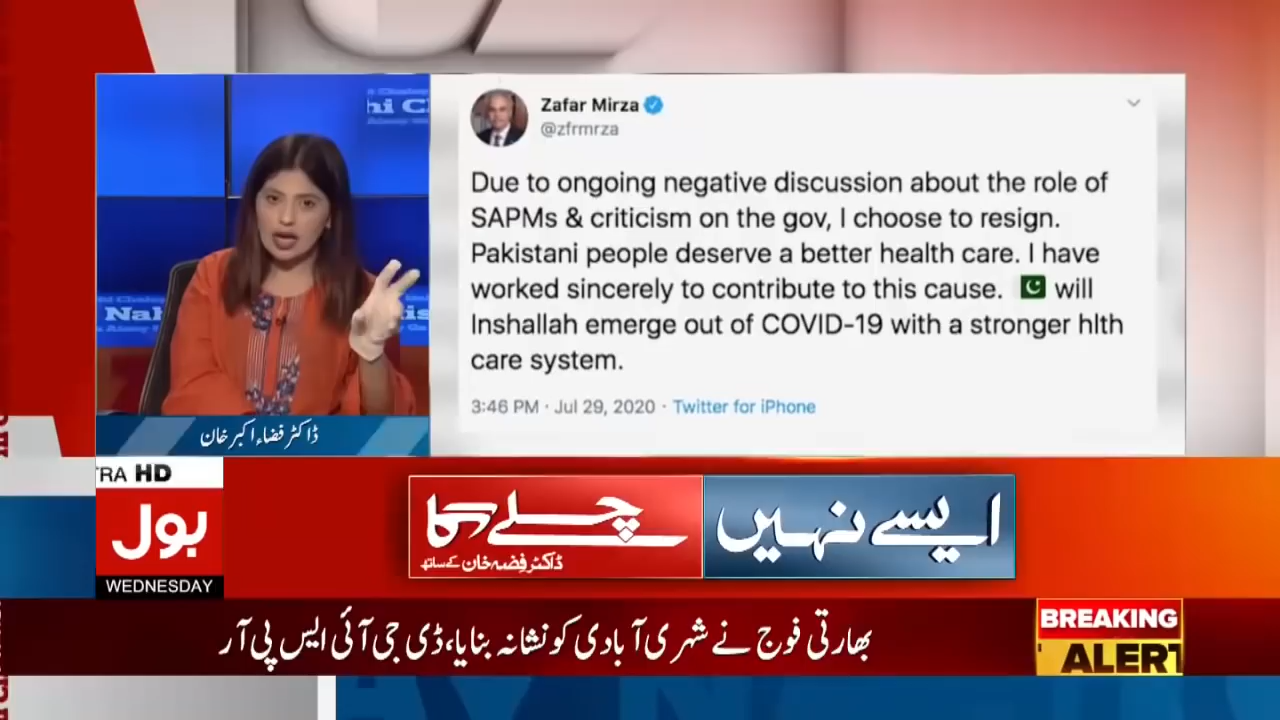 Zafar Mirza
@zfrmrza
Due to ongoing negative discussion about the role of
SAPMs & criticism on the gov, I choose to resign.
Pakistani people deserve a better health care. I have
worked sincerely to contribute to this cause. 🇵🇰 will
Inshallah emerge out of COVID-19 with a stronger hlth
care system.
3:46 PM · Jul 29, 2020 · Twitter for iPhone
ڈاکٹر فضاء اکبر خان
TRA HD
بول
WEDNESDAY
ایسے نہیں چلے گا
ڈاکٹر فضہ خان کے ساتھ
BREAKING
ALERT
بھارتی فوج نے شہری آبادی کو نشانہ بنایا، ڈی جی آئی ایس پی آر